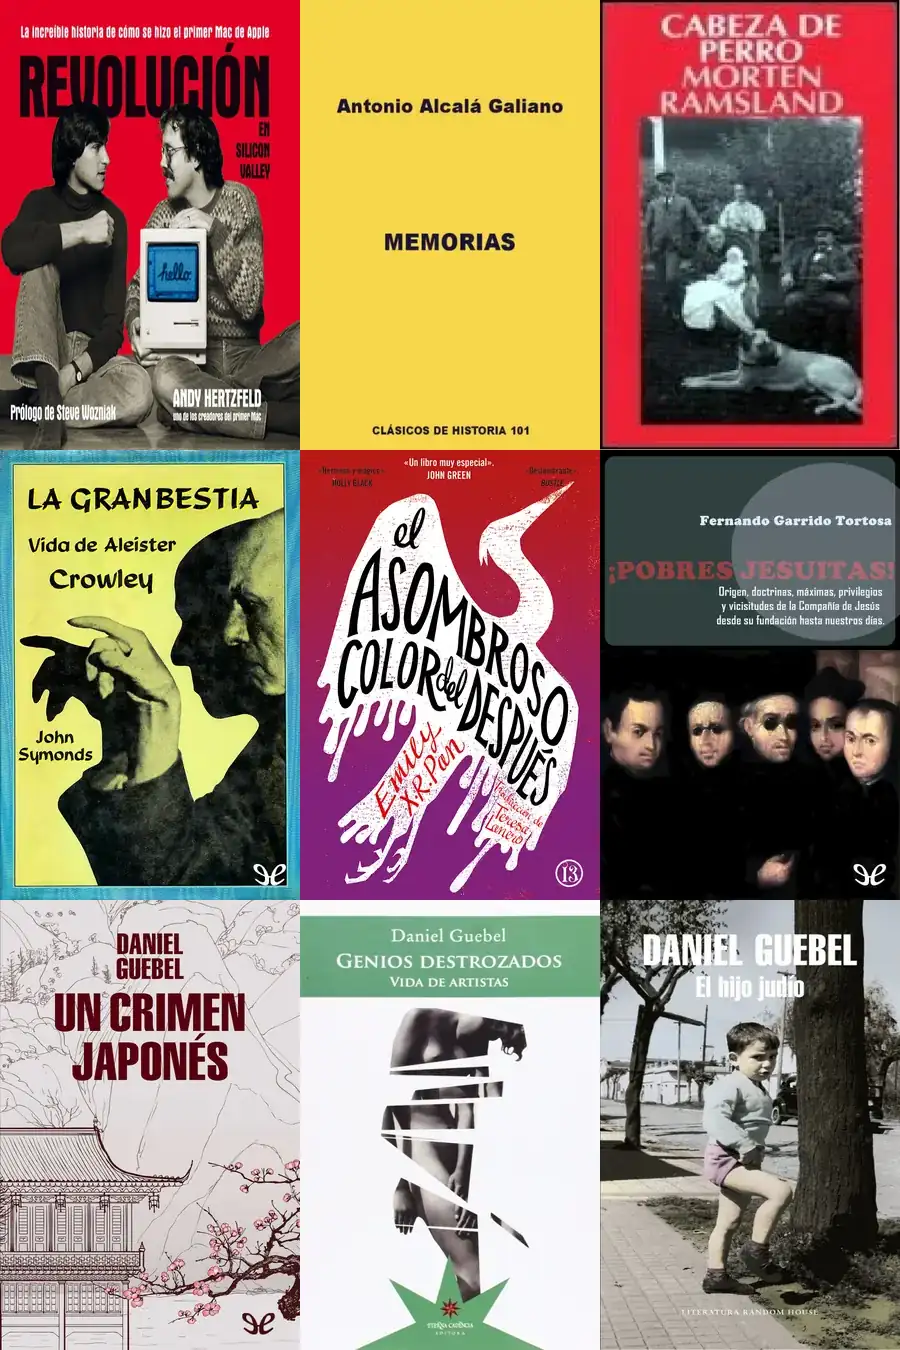 La increíble historia de cómo se hizo el primer Mac de Apple
REVOLUCIÓN
EN
SILICON
VALLEY
hello.
ANDY HERTZFELD
uno de los creadores del primer Mac
Prólogo de Steve Wozniak
Antonio Alcalá Galiano
MEMORIAS
CLÁSICOS DE HISTORIA 101
CABEZA DE
PERRO
MORTEN
RAMSLAND
LA GRAN BESTIA
Vida de Aleister
Crowley
John
Symonds
«Un libro muy especial».
JOHN GREEN
HOLLY BLACK
el
ASOMBROSO
COLOR del DESPUÉS
Emily
X.R. Pan
Traducción de
Teresa
Lanero
13
Fernando Garrido Tortosa
¡POBRES JESUITAS!
Origen, doctrinas, máximas, privilegios
y vicisitudes de la Compañía de Jesús
desde su fundación hasta nuestros días.
DANIEL
GUEBEL
UN CRIMEN
JAPONÉS
Daniel Guebel
GENIOS DESTROZADOS
VIDA DE ARTISTAS
ETERNA CADENCIA
EDITORA
DANIEL GUEBEL
El hijo judío
LITERATURA RANDOM HOUSE